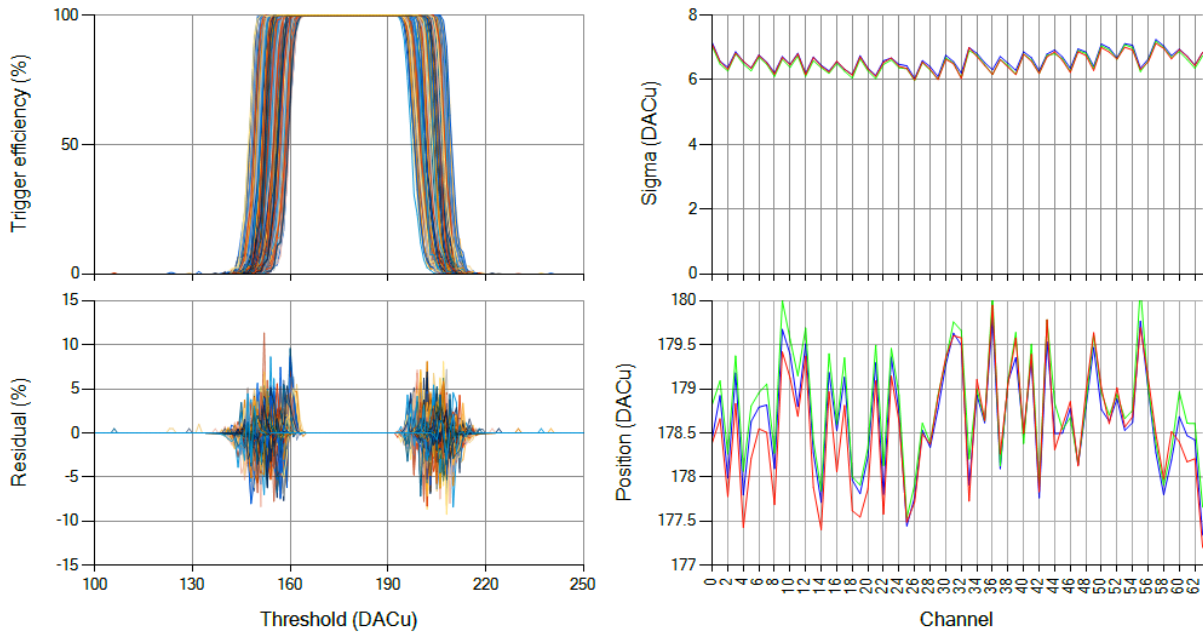 Trigger efficiency (%)
100
50
0
Residual (%)
15
10
5
0
-5
-10
-15
100 130 160 190 220 250
Threshold (DACu)
Sigma (DACu)
8
6
4
2
0
Position (DACu)
180
179.5
179
178.5
178
177.5
177
0 2 4 6 8 10 12 14 16 18 20 22 24 26 28 30 32 34 36 38 40 42 44 46 48 50 52 54 56 58 60 62
Channel